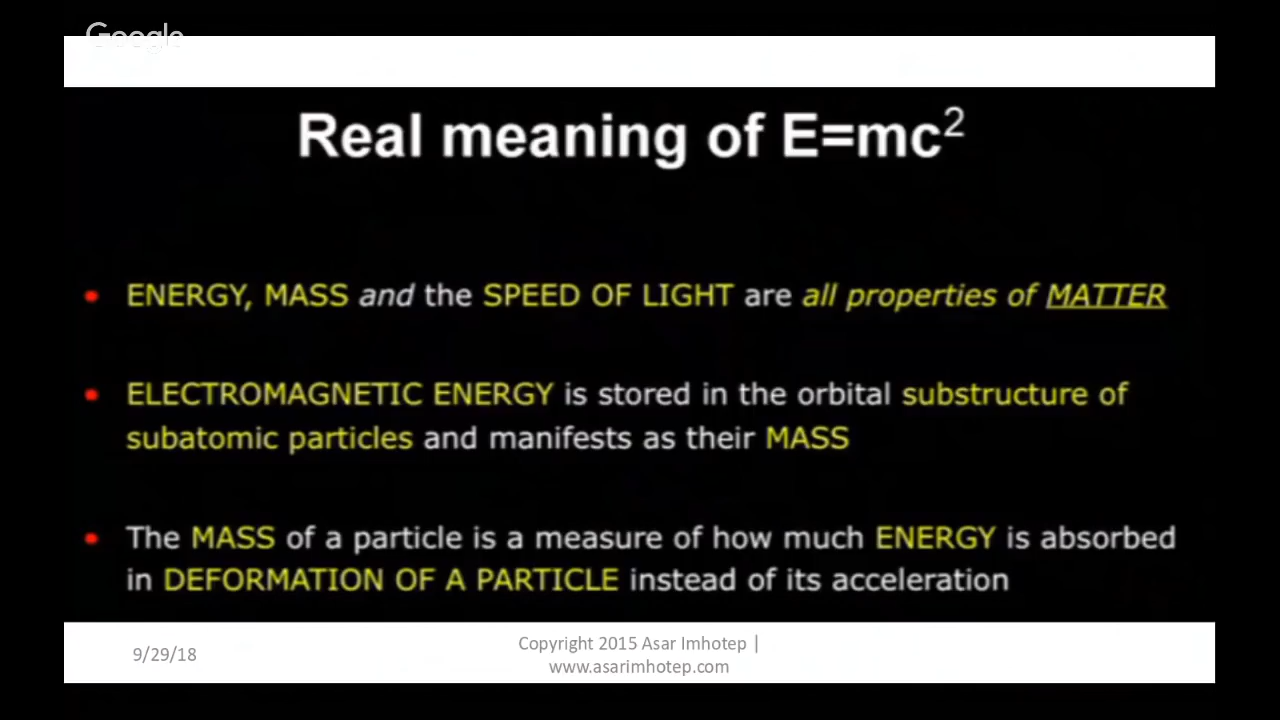 Google
Real meaning of E=mc²
• ENERGY, MASS and the SPEED OF LIGHT are all properties of MATTER
• ELECTROMAGNETIC ENERGY is stored in the orbital substructure of
subatomic particles and manifests as their MASS
• The MASS of a particle is a measure of how much ENERGY is absorbed
in DEFORMATION OF A PARTICLE instead of its acceleration
9/29/18
Copyright 2015 Asar Imhotep |
www.asarimhotep.com